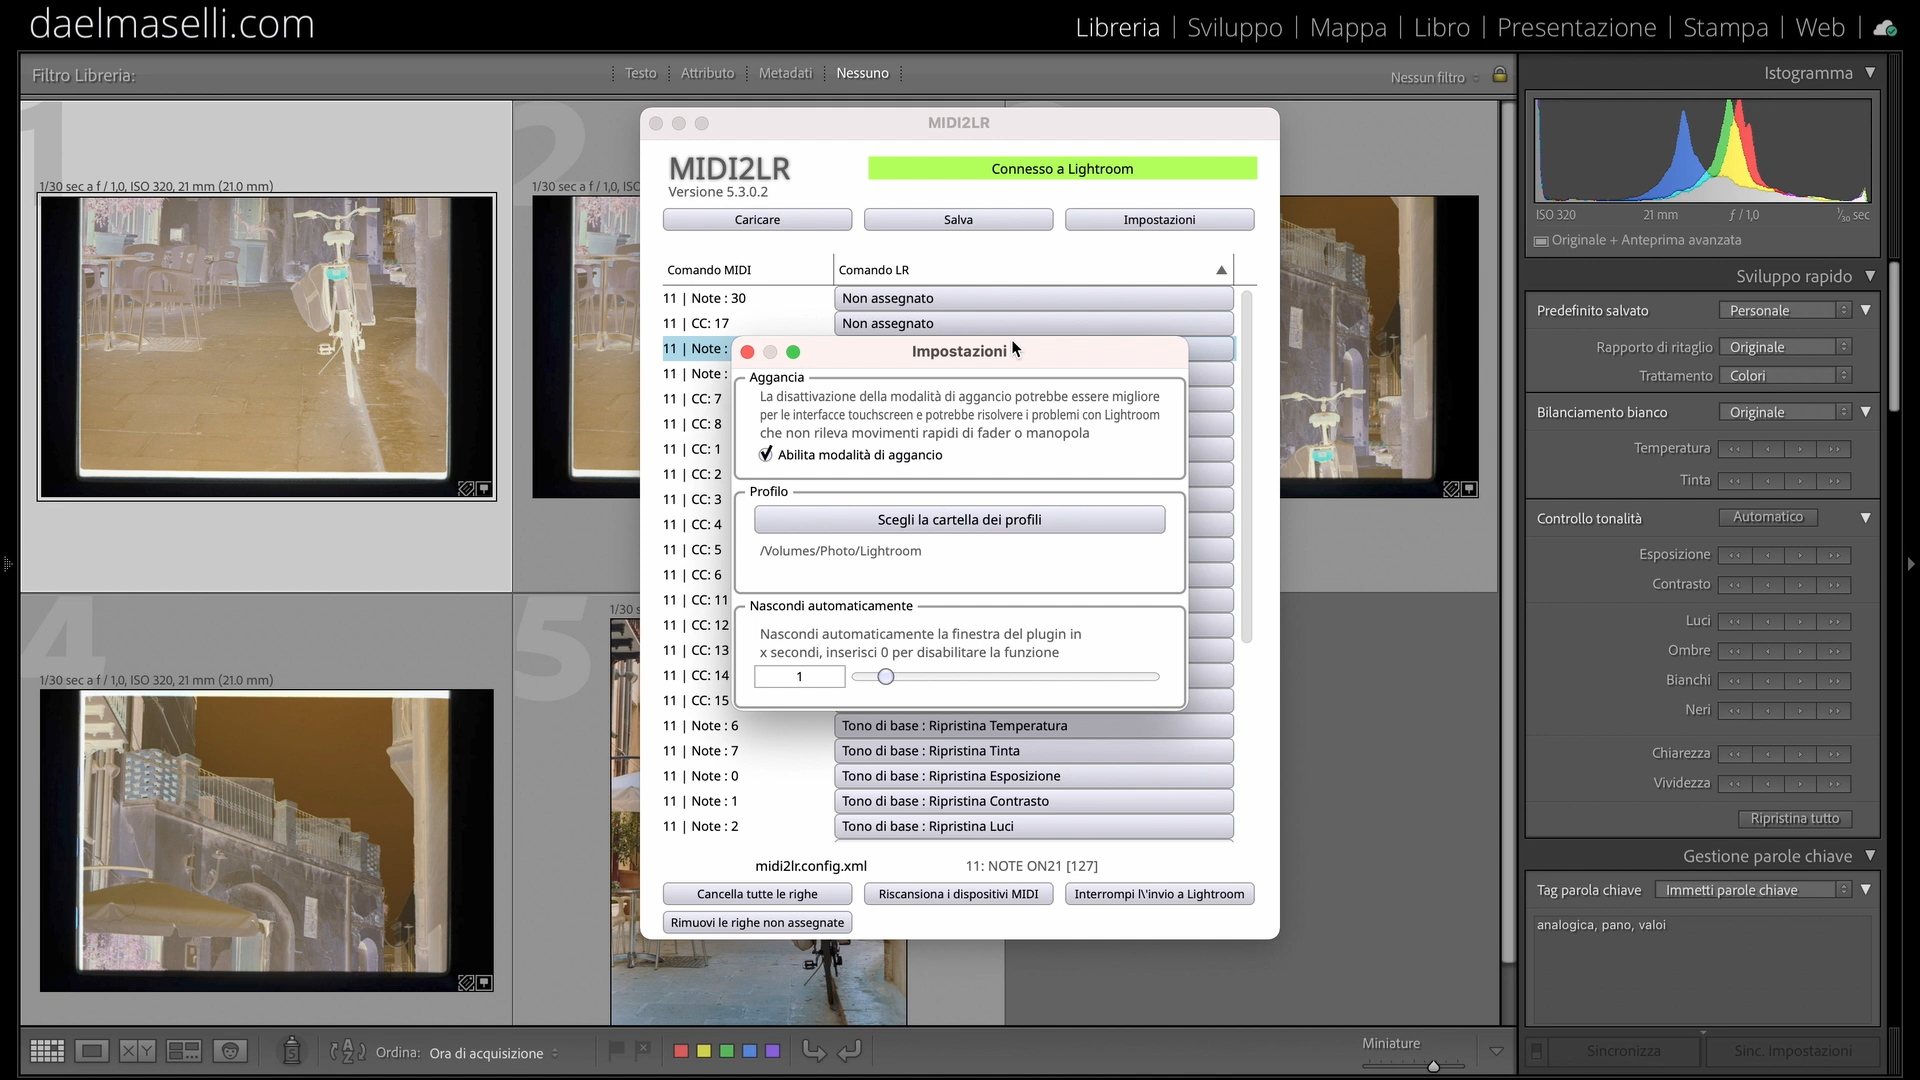 daelmaselli.com
Libreria | Sviluppo | Mappa | Libro | Presentazione | Stampa | Web
Filtro Libreria:
Testo Attributo Metadati Nessuno
Nessun filtro
1
2
4
5
1/30 sec a f / 1,0, ISO 320, 21 mm (21.0 mm)
1/30 sec a f / 1,0, ISO
1/30 sec a f / 1,0, ISO 320, 21 mm (21.0 mm)
1/30 s
MIDI2LR
MIDI2LR
Versione 5.3.0.2
Connesso a Lightroom
Caricare
Salva
Impostazioni
Comando MIDI
Comando LR
11 | Note : 30
Non assegnato
11 | CC: 17
Non assegnato
11 | Note :
11 | Note :
11 | CC: 7
11 | CC: 8
11 | CC: 1
11 | CC: 2
11 | CC: 3
11 | CC: 4
11 | CC: 5
11 | CC: 6
11 | CC: 11
11 | CC: 12
11 | CC: 13
11 | CC: 14
11 | CC: 15
11 | Note : 6
Tono di base : Ripristina Temperatura
11 | Note : 7
Tono di base : Ripristina Tinta
11 | Note : 0
Tono di base : Ripristina Esposizione
11 | Note : 1
Tono di base : Ripristina Contrasto
11 | Note : 2
Tono di base : Ripristina Luci
midi2lr.config.xml
11: NOTE ON21 [127]
Cancella tutte le righe
Riscansiona i dispositivi MIDI
Interrompi l\'invio a Lightroom
Rimuovi le righe non assegnate
Impostazioni
Aggancia
La disattivazione della modalità di aggancio potrebbe essere migliore
per le interfacce touchscreen e potrebbe risolvere i problemi con Lightroom
che non rileva movimenti rapidi di fader o manopola
Abilita modalità di aggancio
Profilo
Scegli la cartella dei profili
/Volumes/Photo/Lightroom
Nascondi automaticamente
Nascondi automaticamente la finestra del plugin in
x secondi, inserisci 0 per disabilitare la funzione
1
Istogramma
ISO 320 21 mm ƒ / 1,0 1/30 sec
Originale + Anteprima avanzata
Sviluppo rapido
Predefinito salvato Personale
Rapporto di ritaglio Originale
Trattamento Colori
Bilanciamento bianco Originale
Temperatura
Tinta
Controllo tonalità Automatico
Esposizione
Contrasto
Luci
Ombre
Bianchi
Neri
Chiarezza
Vividezza
Ripristina tutto
Gestione parole chiave
Tag parola chiave Immetti parole chiave
analogica, pano, valoi
X Y
Ordina: Ora di acquisizione
Miniature
Sincronizza
Sinc. Impostazioni